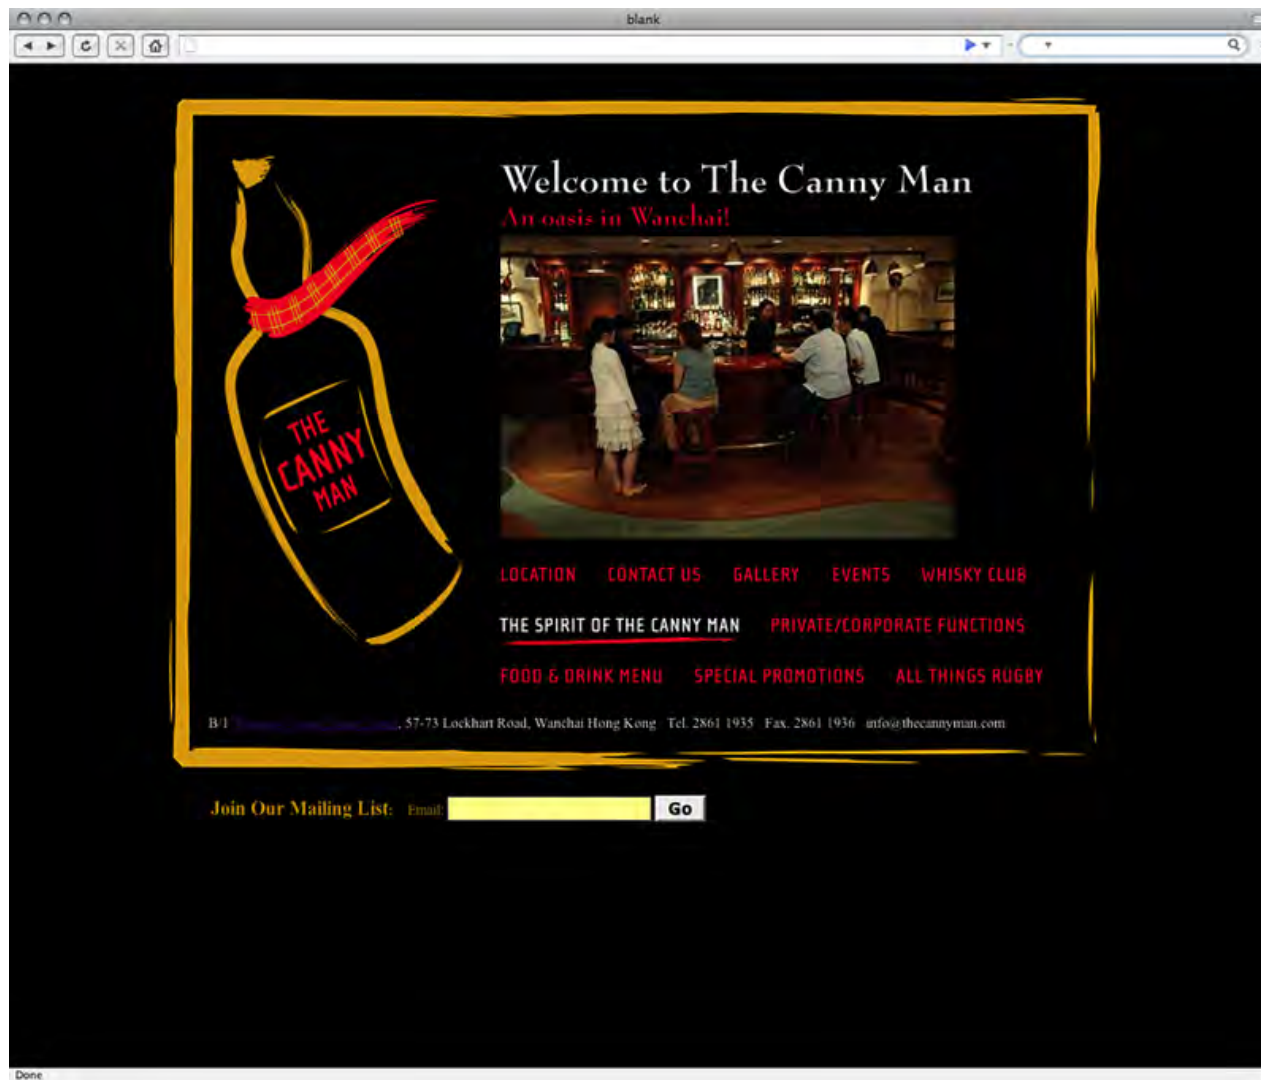 blank
Welcome to The Canny Man
An oasis in Wanchai!
THE
CANNY
MAN
LOCATION CONTACT US GALLERY EVENTS WHISKY CLUB
THE SPIRIT OF THE CANNY MAN PRIVATE/CORPORATE FUNCTIONS
FOOD & DRINK MENU SPECIAL PROMOTIONS ALL THINGS RUGBY
B/1 , 57-73 Lockhart Road, Wanchai Hong Kong Tel. 2861 1935 Fax. 2861 1936 info@thecannyman.com
Join Our Mailing List: Email: Go
Done